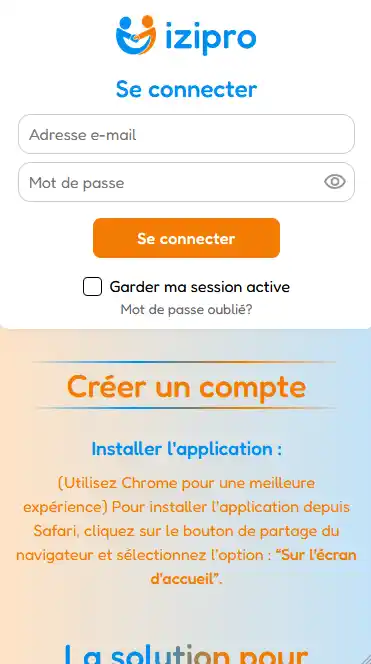 izipro
Se connecter
Adresse e-mail
Mot de passe
Se connecter
Garder ma session active
Mot de passe oublié?
Créer un compte
Installer l'application :
(Utilisez Chrome pour une meilleure
expérience) Pour installer l'application depuis
Safari, cliquez sur le bouton de partage du
navigateur et sélectionnez l'option : “Sur l'écran
d'accueil”.
La solution pour